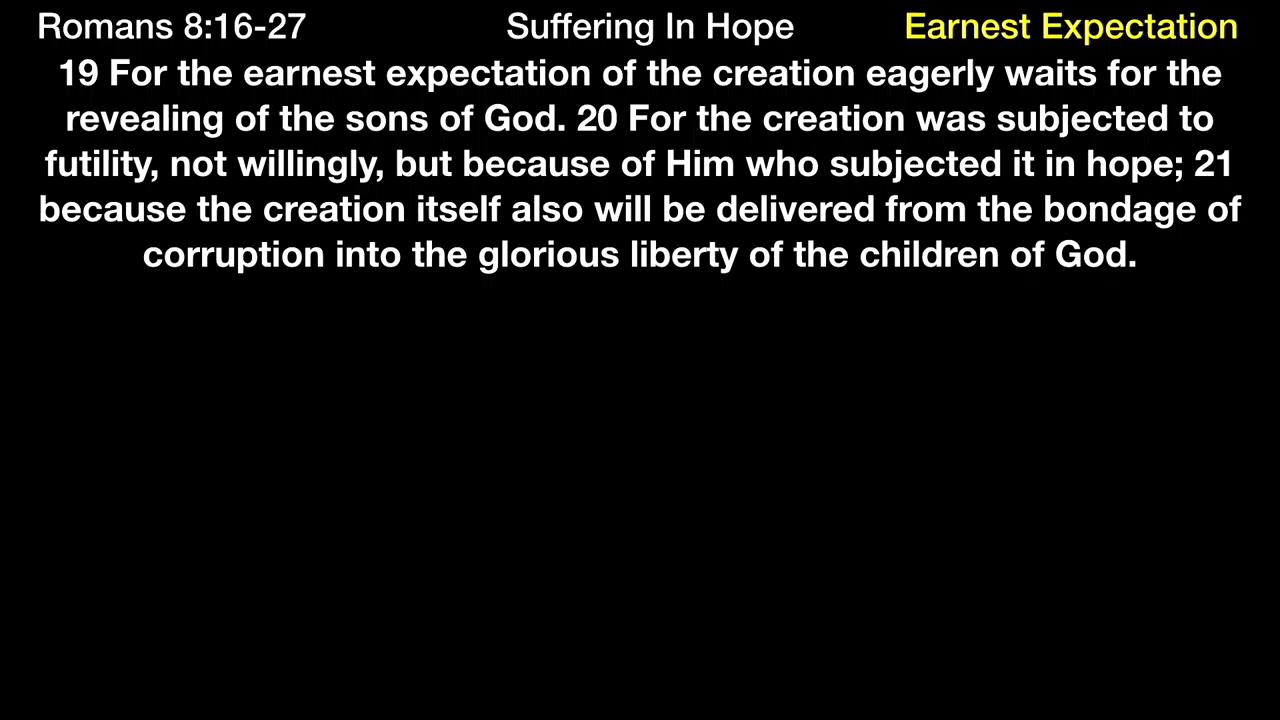 Romans 8:16-27 Suffering In Hope Earnest Expectation
19 For the earnest expectation of the creation eagerly waits for the
revealing of the sons of God. 20 For the creation was subjected to
futility, not willingly, but because of Him who subjected it in hope; 21
because the creation itself also will be delivered from the bondage of
corruption into the glorious liberty of the children of God.